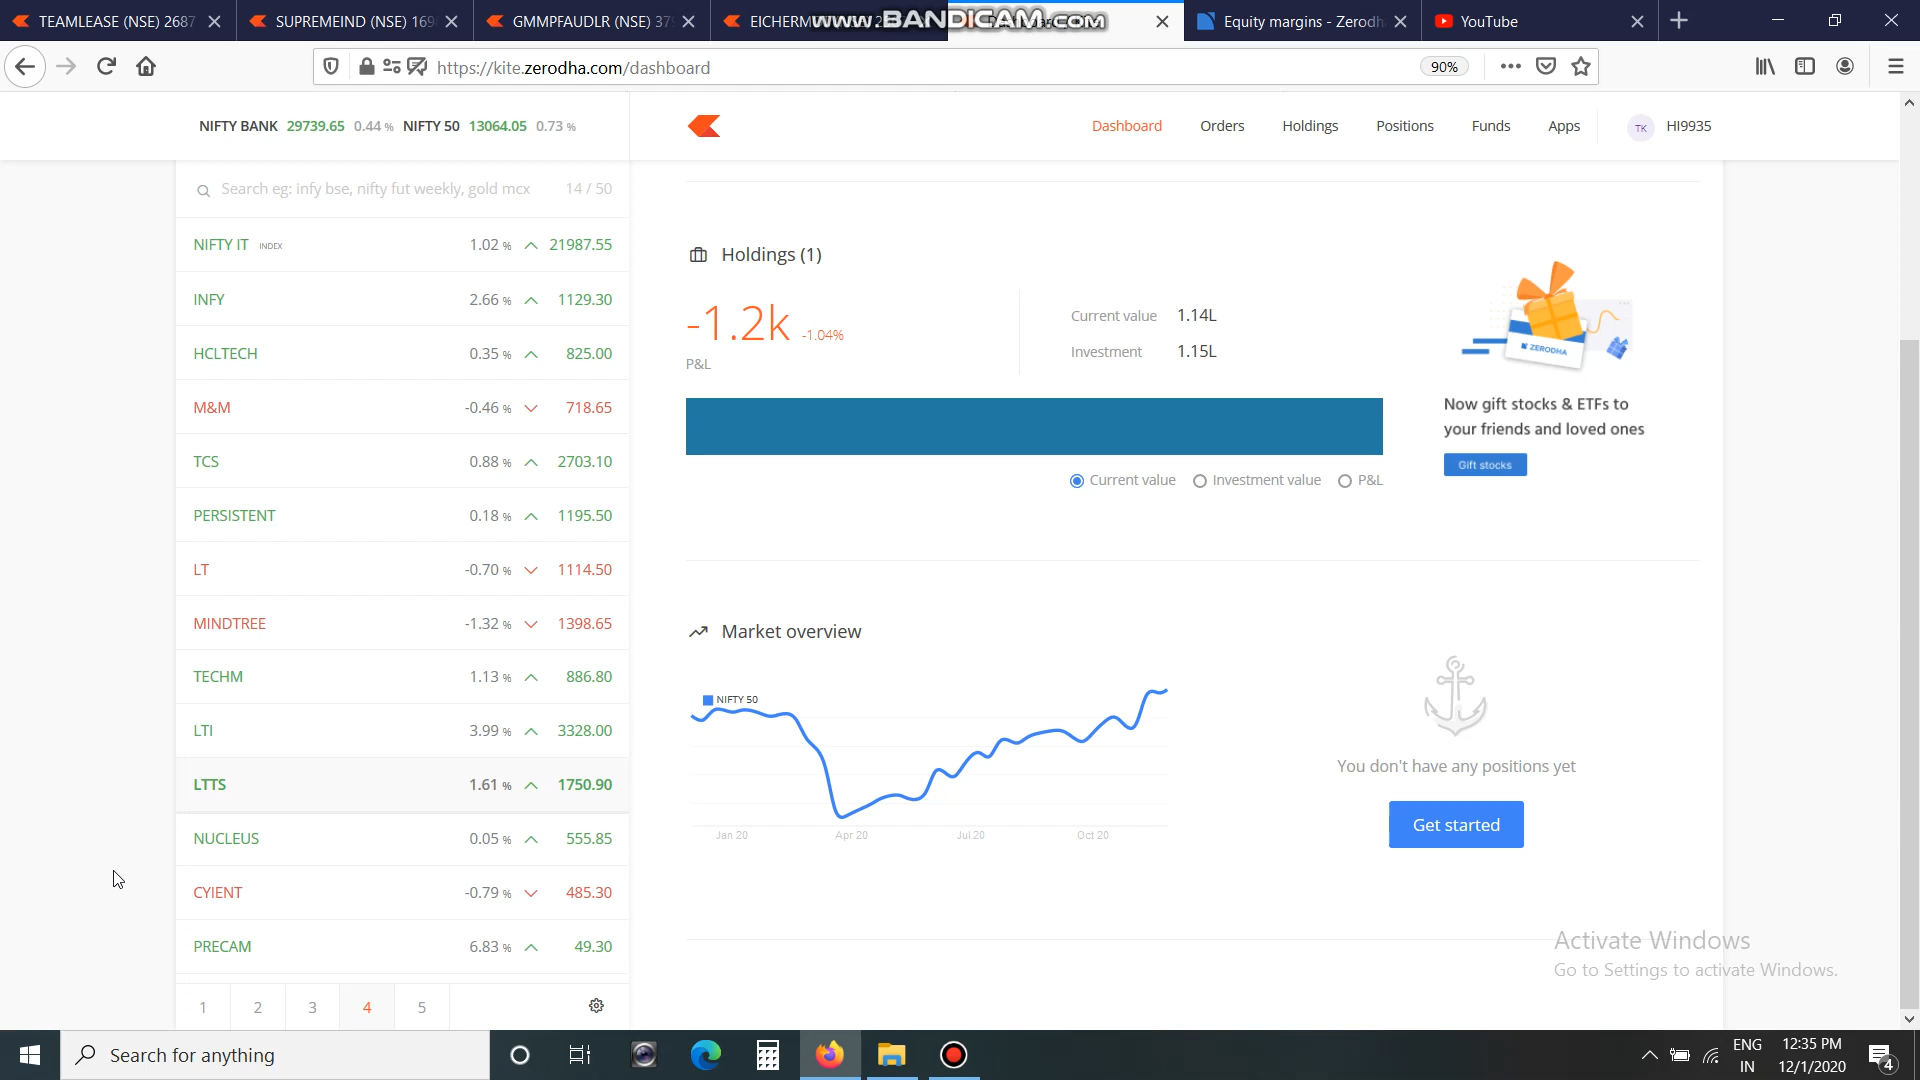 TEAMLEASE (NSE) 2687
SUPREMEIND (NSE) 169
GMMPFAUDLR (NSE) 37
EICHERM
www.BANDICAM.com
Equity margins - Zerodh
YouTube
https://kite.zerodha.com/dashboard
90%
NIFTY BANK 29739.65 0.44 % NIFTY 50 13064.05 0.73 %
Dashboard Orders Holdings Positions Funds Apps TK HI9935
Search eg: infy bse, nifty fut weekly, gold mcx 14 / 50
NIFTY IT INDEX 1.02 % 21987.55
INFY 2.66 % 1129.30
HCLTECH 0.35 % 825.00
M&M -0.46 % 718.65
TCS 0.88 % 2703.10
PERSISTENT 0.18 % 1195.50
LT -0.70 % 1114.50
MINDTREE -1.32 % 1398.65
TECHM 1.13 % 886.80
LTI 3.99 % 3328.00
LTTS 1.61 % 1750.90
NUCLEUS 0.05 % 555.85
CYIENT -0.79 % 485.30
PRECAM 6.83 % 49.30
1 2 3 4 5
Holdings (1)
-1.2k -1.04%
P&L
Current value 1.14L
Investment 1.15L
Current value Investment value P&L
ZERODHA
Now gift stocks & ETFs to
your friends and loved ones
Gift stocks
Market overview
NIFTY 50
Jan 20 Apr 20 Jul 20 Oct 20
You don't have any positions yet
Get started
Activate Windows
Go to Settings to activate Windows.
Search for anything
ENG
IN
12:35 PM
12/1/2020
4